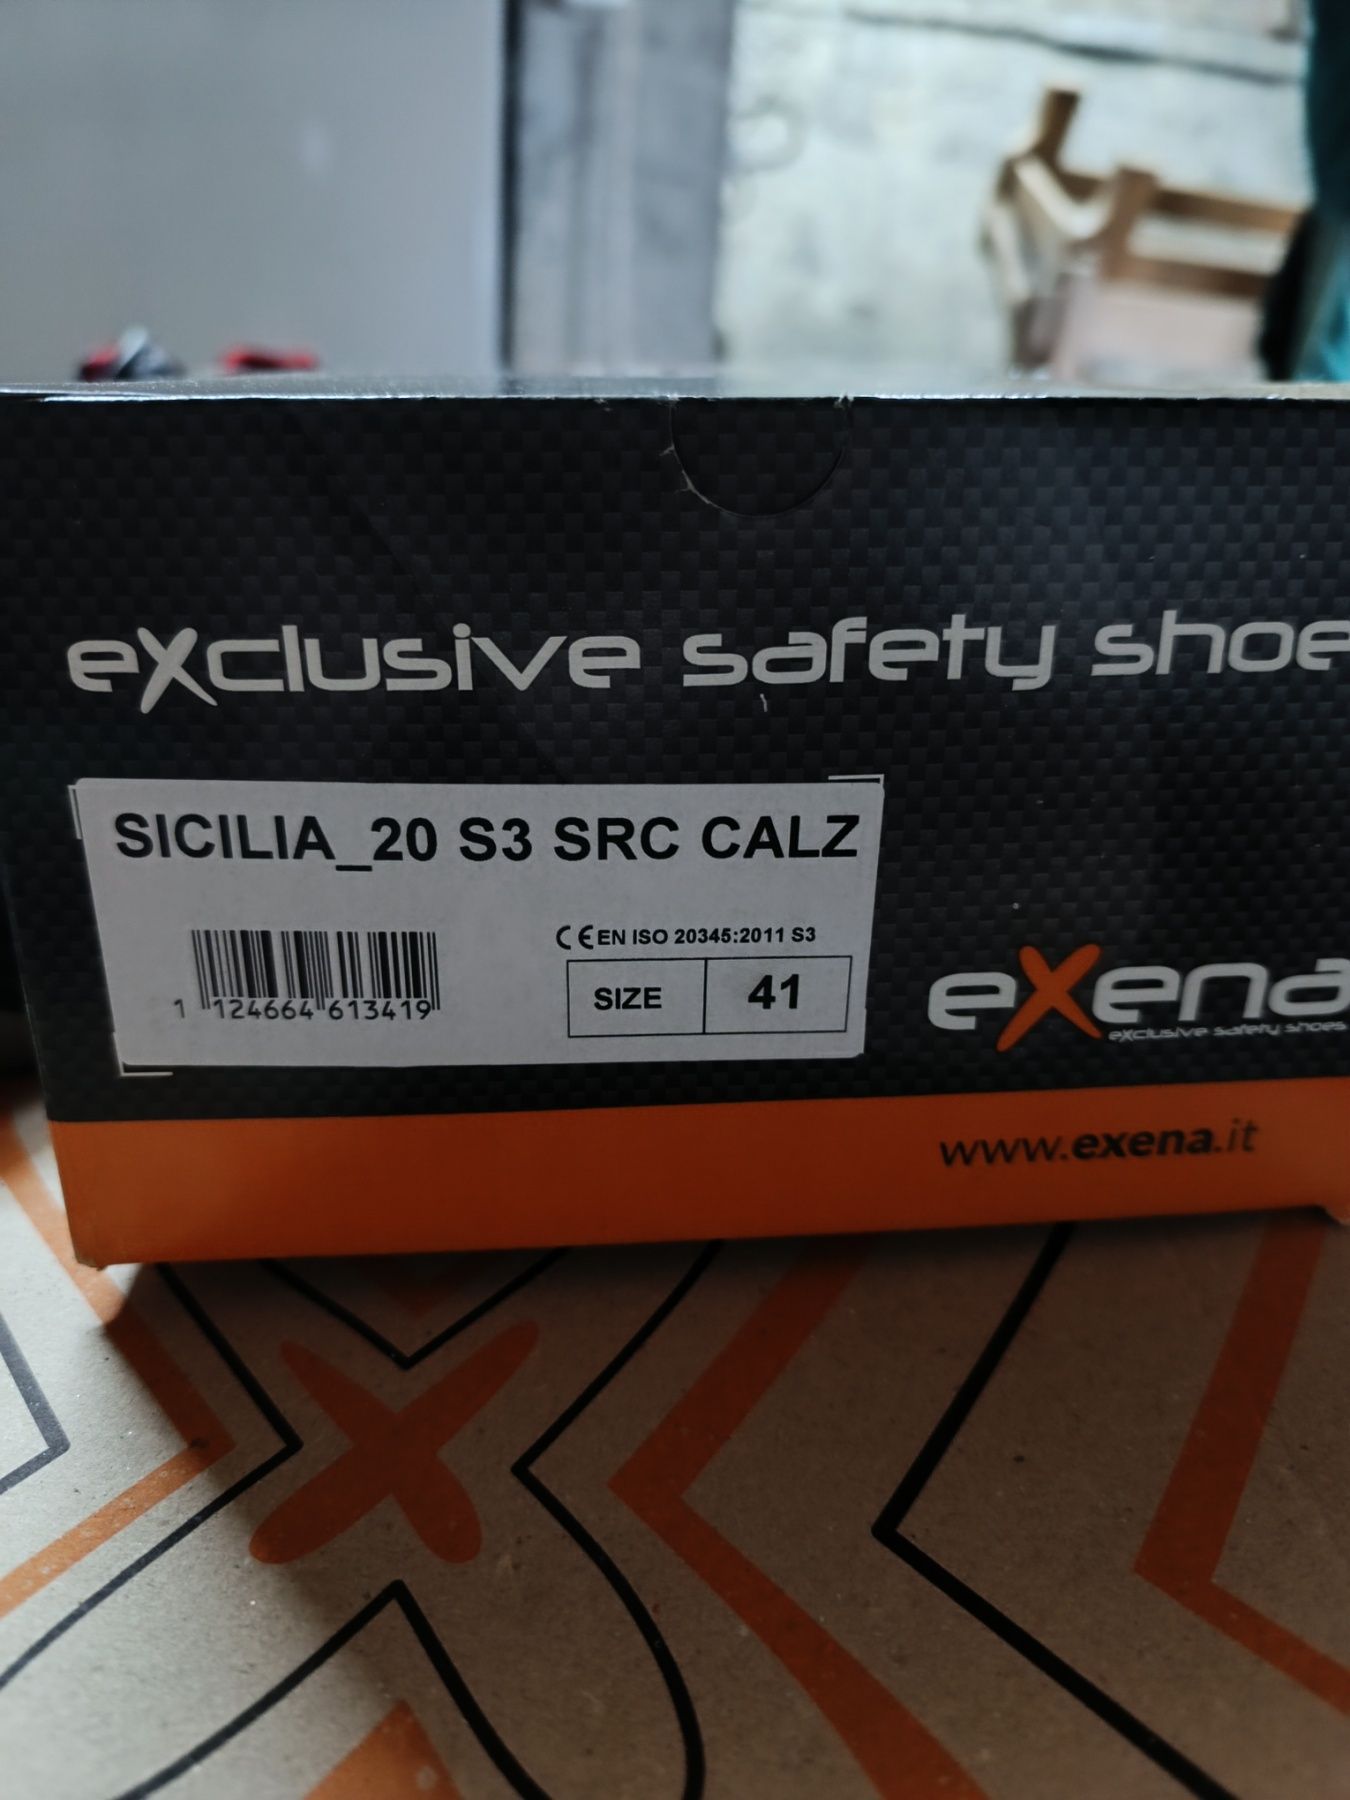 exclusive safety shoe
SICILIA_20 S3 SRC CALZ
CE EN ISO 20345:2011 S3
1 124664 613419
SIZE 41
exena
exclusive safety shoes
www.exena.it